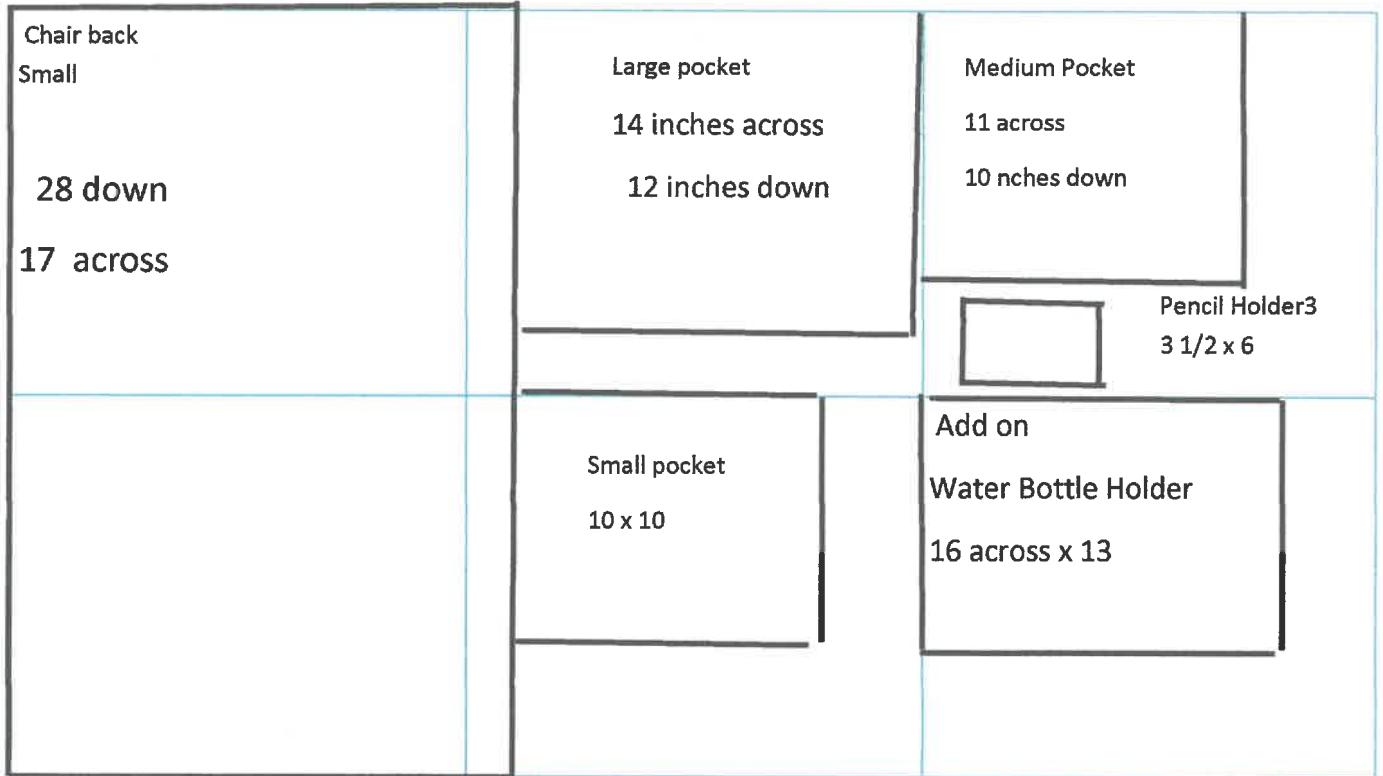 Chair back
Small
28 down
17 across
Large pocket
14 inches across
12 inches down
Medium Pocket
11 across
10 nches down
Pencil Holder3
3 1/2 x 6
Small pocket
10 x 10
Add on
Water Bottle Holder
16 across x 13